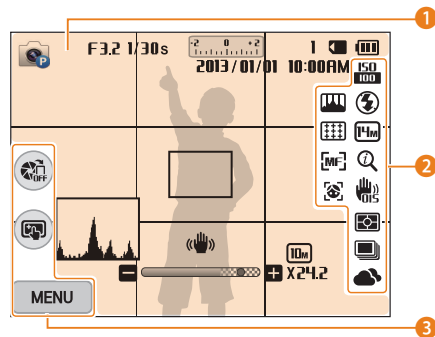 1
F3.2 1/30s
-2 0 +2
1
2013/01/01 10:00AM
ISO
100
P
14M
MF
i
2
OFF
OIS
10M
X24.2
MENU
3